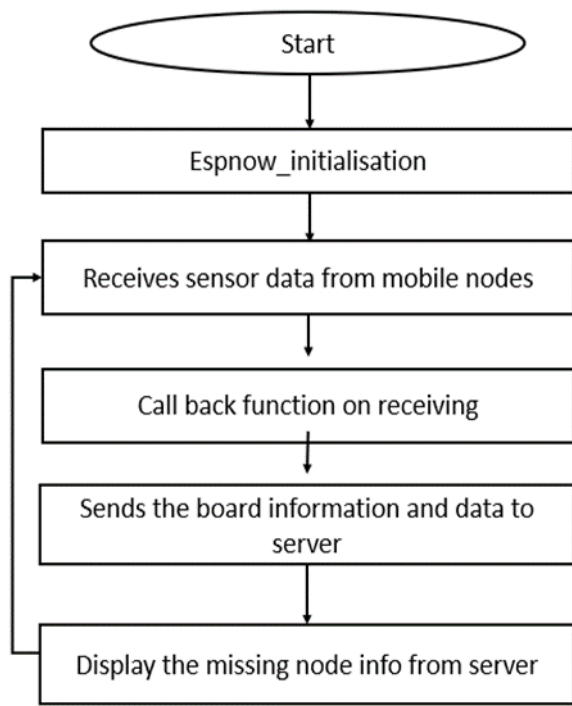 Start
Espnow_initialisation
Receives sensor data from mobile nodes
Call back function on receiving
Sends the board information and data to
server
Display the missing node info from server